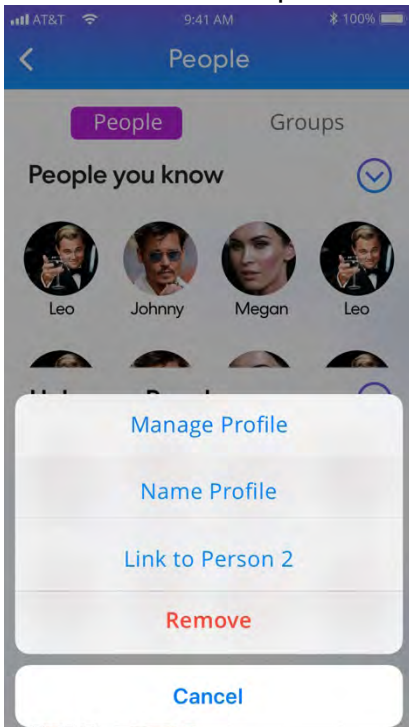 AT&T 9:41 AM 100%
People
People Groups
People you know
Leo Johnny Megan Leo
Manage Profile
Name Profile
Link to Person 2
Remove
Cancel